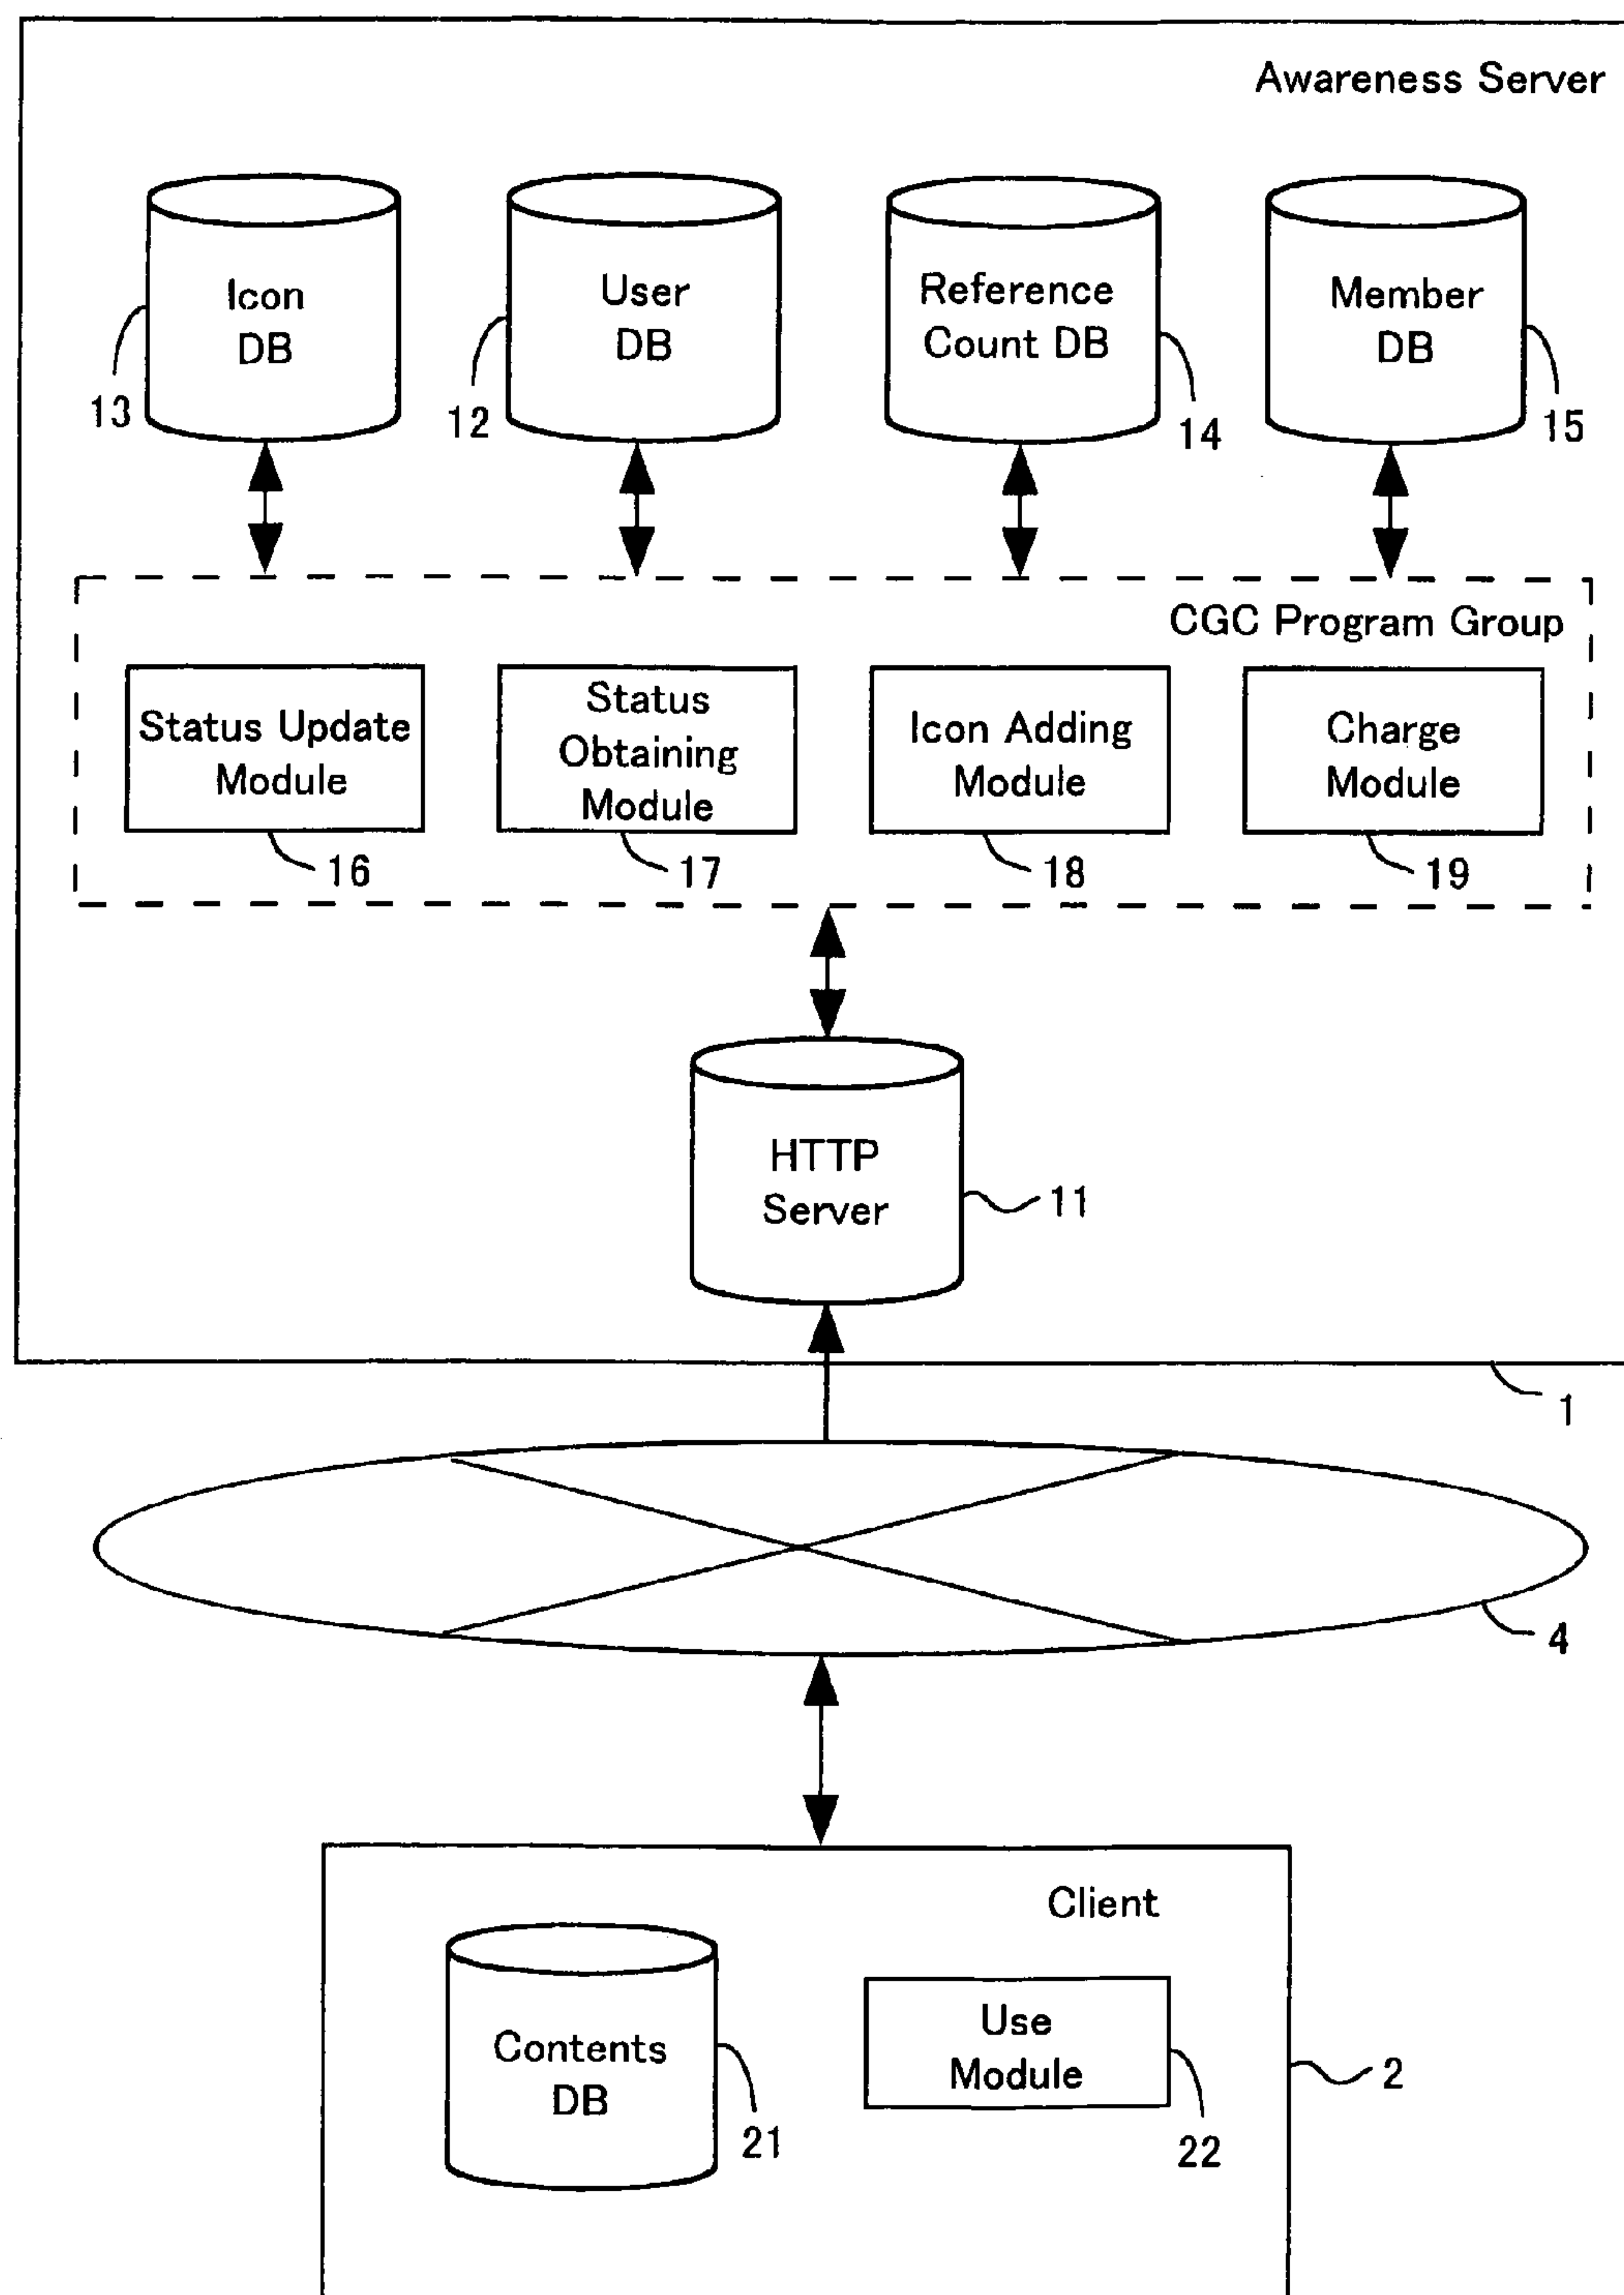 Awareness Server
Icon
DB
User
DB
Reference
Count DB
Member
DB
13
12
14
15
CGC Program Group
Status Update
Module
Status
Obtaining
Module
Icon Adding
Module
Charge
Module
16
17
18
19
HTTP
Server
11
1
4
Client
Contents
DB
Use
Module
21
22
2